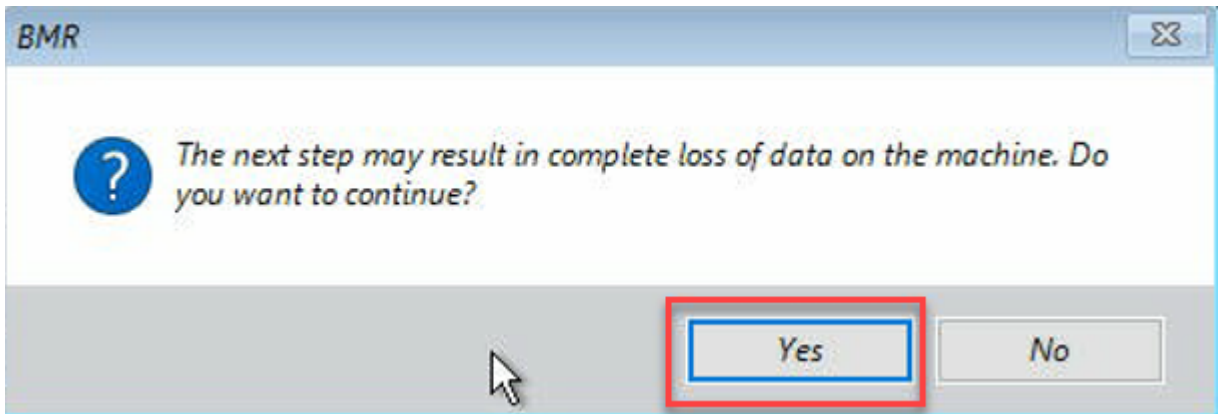 BMR
The next step may result in complete loss of data on the machine. Do
you want to continue?
Yes
No